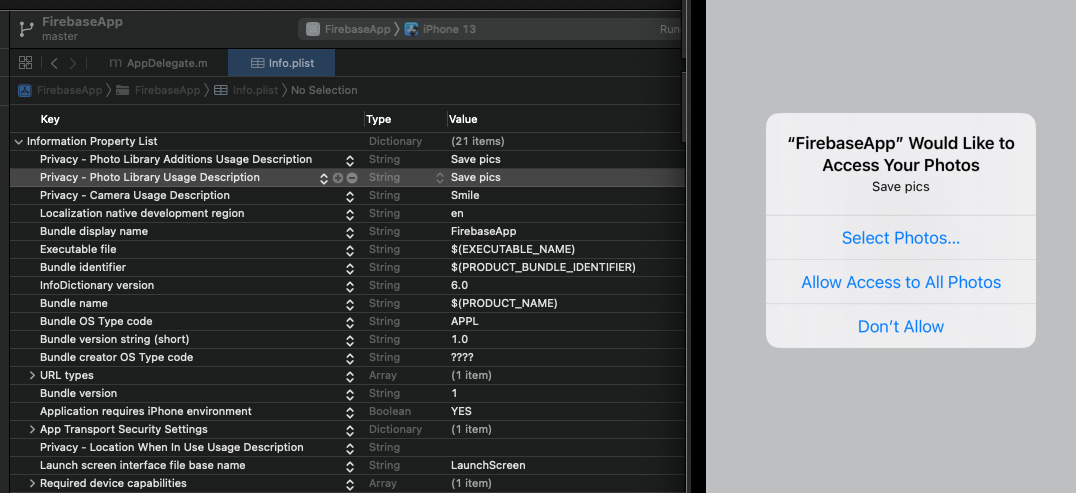 FirebaseApp
master
FirebaseApp iPhone 13 Run
AppDelegate.m Info.plist
FirebaseApp FirebaseApp Info.plist No Selection
Key Type Value
Information Property List Dictionary (21 items)
Privacy - Photo Library Additions Usage Description String Save pics
Privacy - Photo Library Usage Description String Save pics
Privacy - Camera Usage Description String Smile
Localization native development region String en
Bundle display name String FirebaseApp
Executable file String $(EXECUTABLE_NAME)
Bundle identifier String $(PRODUCT_BUNDLE_IDENTIFIER)
InfoDictionary version String 6.0
Bundle name String $(PRODUCT_NAME)
Bundle OS Type code String APPL
Bundle version string (short) String 1.0
Bundle creator OS Type code String ????
URL types Array (1 item)
Bundle version String 1
Application requires iPhone environment Boolean YES
App Transport Security Settings Dictionary (1 item)
Privacy - Location When In Use Usage Description String
Launch screen interface file base name String LaunchScreen
Required device capabilities Array (1 item)
“FirebaseApp” Would Like to
Access Your Photos
Save pics
Select Photos...
Allow Access to All Photos
Don’t Allow